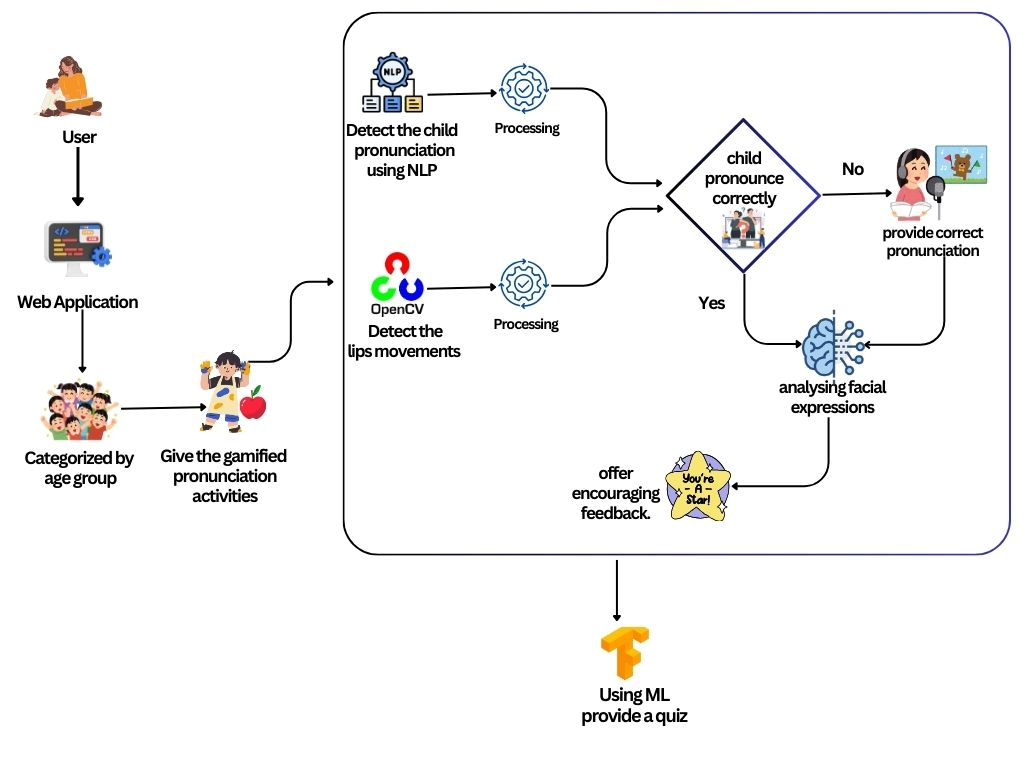 User
Web Application
Categorized by
age group
Give the gamified
pronunciation
activities
NLP
Detect the child
pronunciation
using NLP
Processing
OpenCV
Detect the
lips movements
Processing
child
pronounce
correctly
?
No
provide correct
pronunciation
Yes
analysing facial
expressions
offer
encouraging
feedback.
You're
- A -
Star!
Using ML
provide a quiz